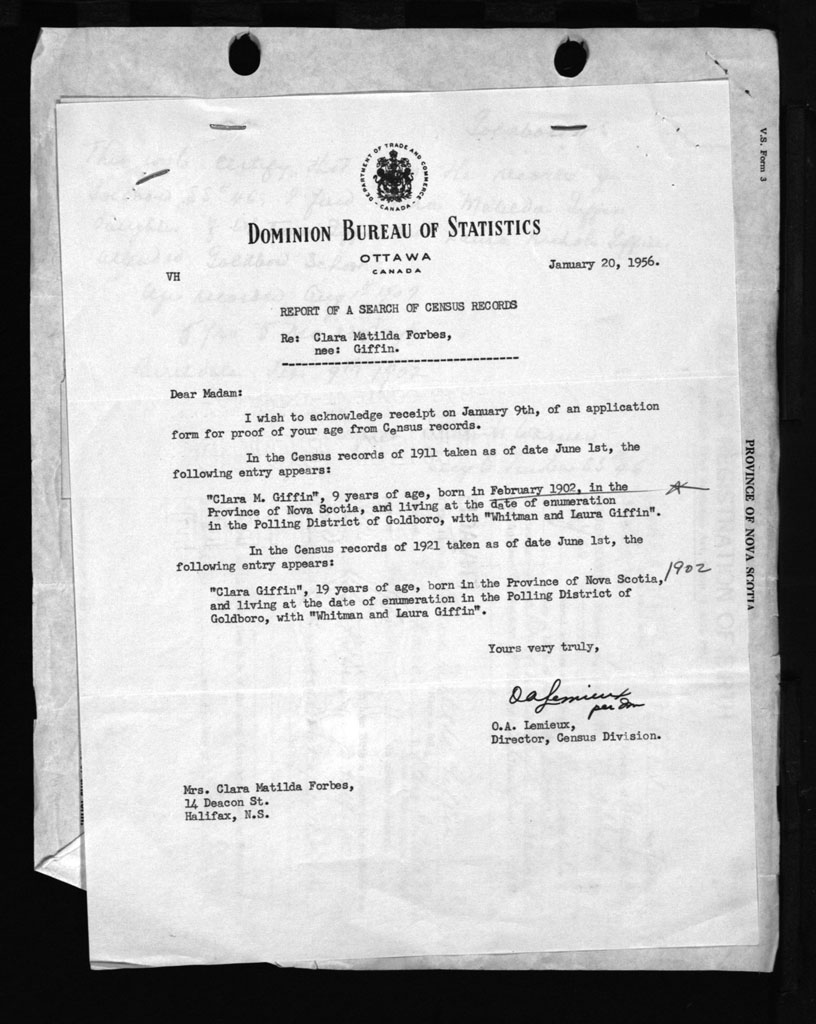 V.S. Form 3
DEPARTMENT OF TRADE AND COMMERCE
CANADA
DOMINION BUREAU OF STATISTICS
OTTAWA
CANADA
VH
January 20, 1956.
REPORT OF A SEARCH OF CENSUS RECORDS
Re: Clara Matilda Forbes,
nee: Giffin.
Dear Madam:
I wish to acknowledge receipt on January 9th, of an application
form for proof of your age from Census records.
In the Census records of 1911 taken as of date June 1st, the
following entry appears:
"Clara M. Giffin", 9 years of age, born in February 1902, in the
Province of Nova Scotia, and living at the date of enumeration
in the Polling District of Goldboro, with "Whitman and Laura Giffin".
In the Census records of 1921 taken as of date June 1st, the
following entry appears:
"Clara Giffin", 19 years of age, born in the Province of Nova Scotia, /1902
and living at the date of enumeration in the Polling District of
Goldboro, with "Whitman and Laura Giffin".
Yours very truly,
OA Lemieux
per
O.A. Lemieux,
Director, Census Division.
Mrs. Clara Matilda Forbes,
14 Deacon St.
Halifax, N.S.
PROVINCE OF NOVA SCOTIA